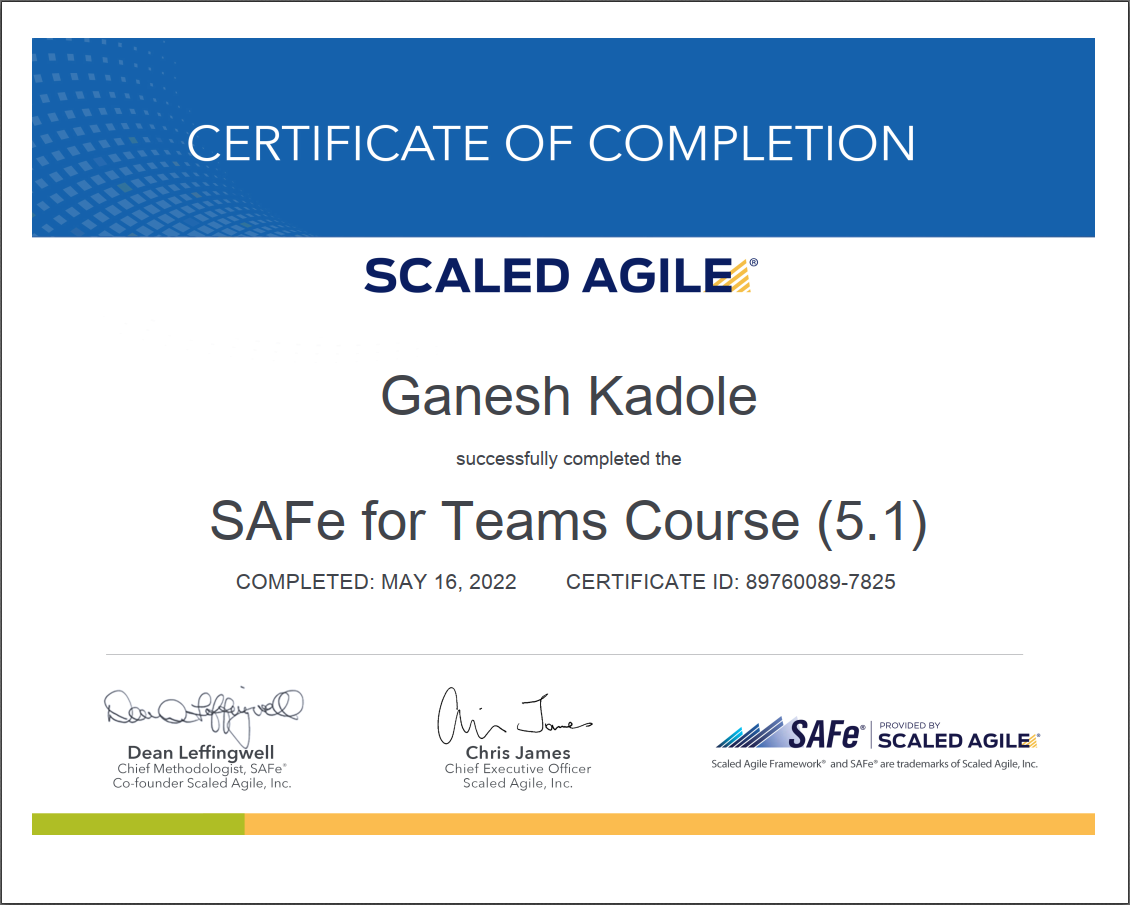 CERTIFICATE OF COMPLETION
SCALED AGILE®
Ganesh Kadole
successfully completed the
SAFe for Teams Course (5.1)
COMPLETED: MAY 16, 2022 CERTIFICATE ID: 89760089-7825
Dean Leffingwell
Dean Leffingwell
Chief Methodologist, SAFe®
Co-founder Scaled Agile, Inc.
Chris James
Chris James
Chief Executive Officer
Scaled Agile, Inc.
SAFe® PROVIDED BY
SCALED AGILE®
Scaled Agile Framework® and SAFe® are trademarks of Scaled Agile, Inc.